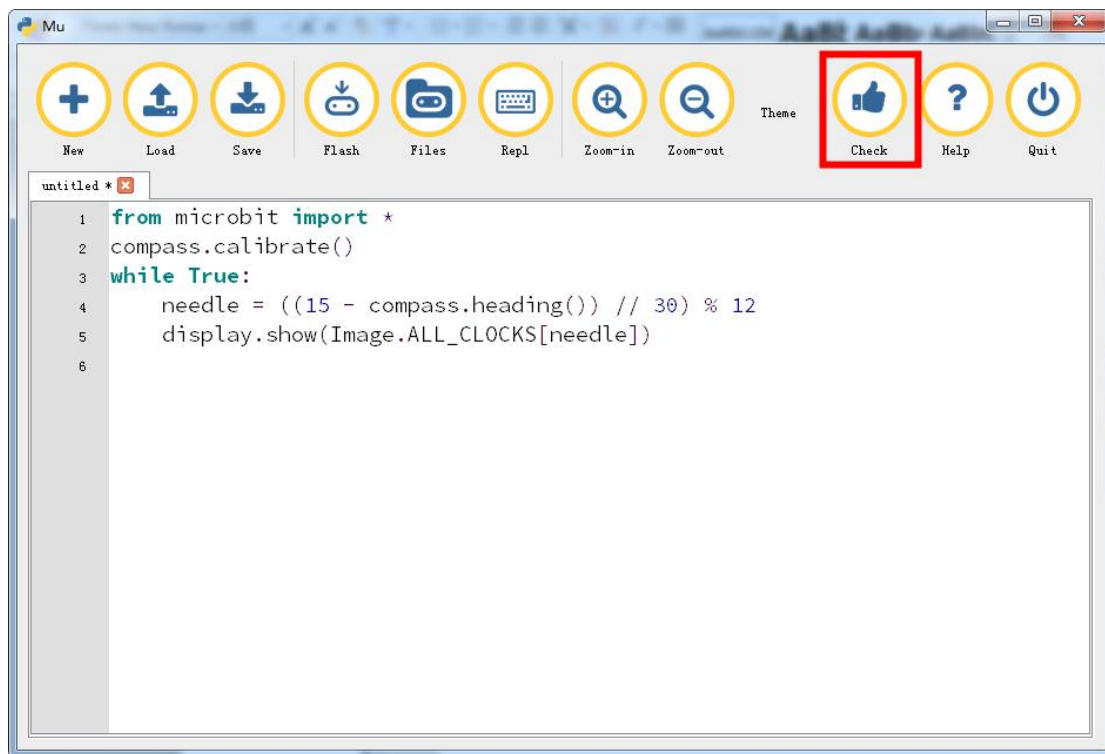 Mu
New Load Save Flash Files Repl Zoom-in Zoom-out Theme Check Help Quit
untitled *
1 from microbit import *
2 compass.calibrate()
3 while True:
4     needle = ((15 - compass.heading()) // 30) % 12
5     display.show(Image.ALL_CLOCKS[needle])
6